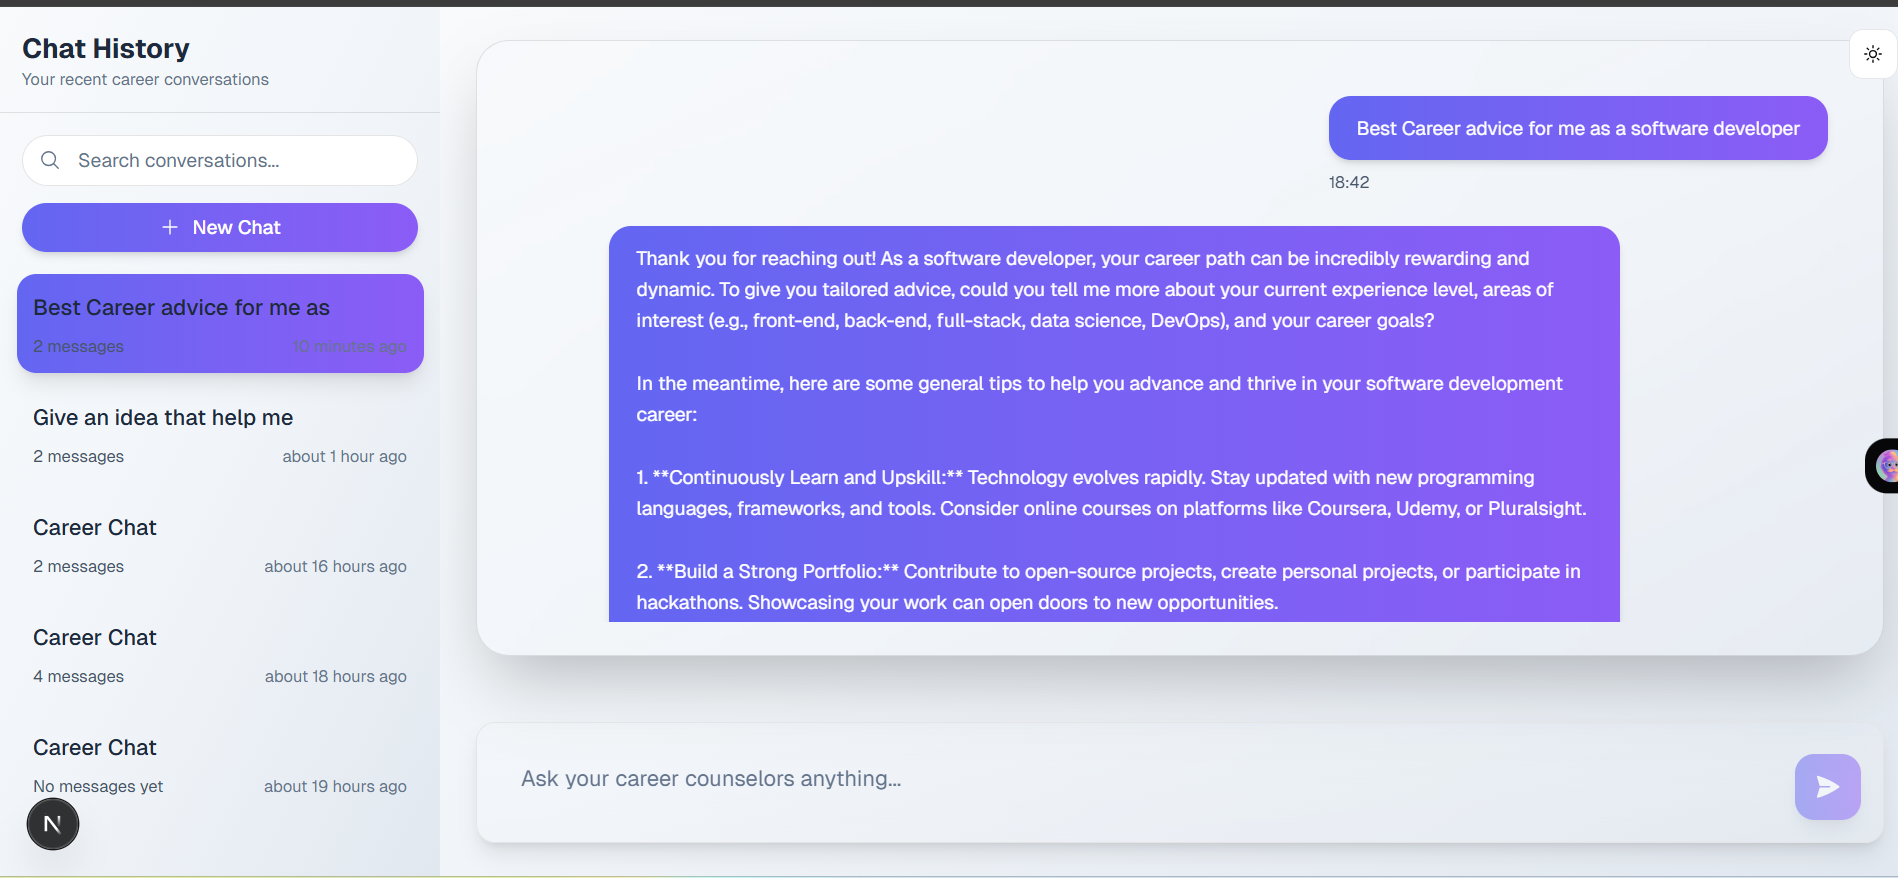 Chat History
Your recent career conversations
Search conversations...
New Chat
Best Career advice for me as
2 messages
10 minutes ago
Give an idea that help me
2 messages
about 1 hour ago
Career Chat
2 messages
about 16 hours ago
Career Chat
4 messages
about 18 hours ago
Career Chat
No messages yet
about 19 hours ago
N
Best Career advice for me as a software developer
18:42
Thank you for reaching out! As a software developer, your career path can be incredibly rewarding and
dynamic. To give you tailored advice, could you tell me more about your current experience level, areas of
interest (e.g., front-end, back-end, full-stack, data science, DevOps), and your career goals?
In the meantime, here are some general tips to help you advance and thrive in your software development
career:
1. **Continuously Learn and Upskill:** Technology evolves rapidly. Stay updated with new programming
languages, frameworks, and tools. Consider online courses on platforms like Coursera, Udemy, or Pluralsight.
2. **Build a Strong Portfolio:** Contribute to open-source projects, create personal projects, or participate in
hackathons. Showcasing your work can open doors to new opportunities.
Ask your career counselors anything...